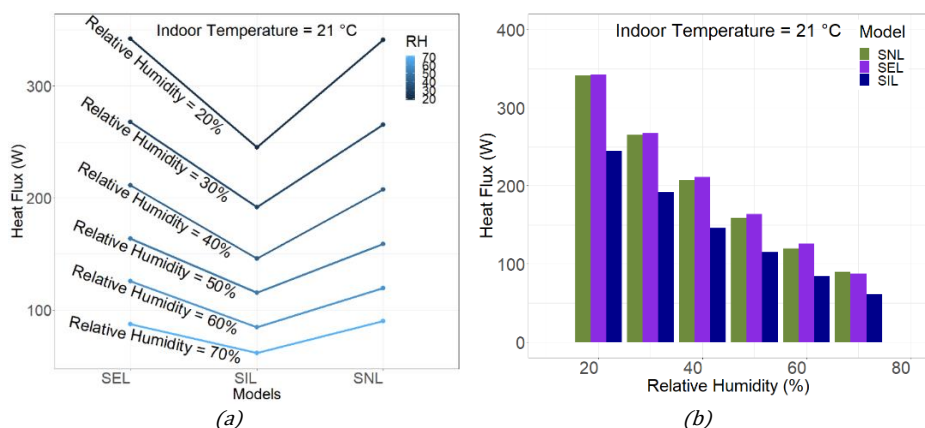 Indoor Temperature = 21 °C
RH
70
60
50
40
30
20
Relative Humidity = 20%
Relative Humidity = 30%
Relative Humidity = 40%
Relative Humidity = 50%
Relative Humidity = 60%
Relative Humidity = 70%
300
200
100
Heat Flux (W)
SEL SIL SNL
Models
(a)
Indoor Temperature = 21 °C
Model
SNL
SEL
SIL
400
300
200
100
0
Heat Flux (W)
20 40 60 80
Relative Humidity (%)
(b)